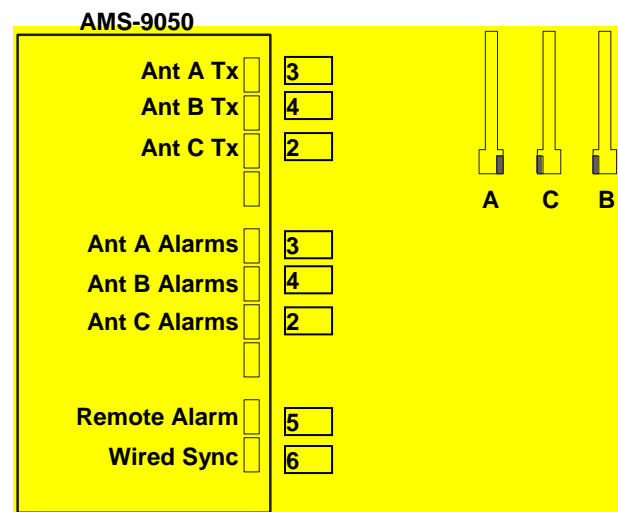 AMS-9050
Ant A Tx 3
Ant B Tx 4
Ant C Tx 2
A C B
Ant A Alarms 3
Ant B Alarms 4
Ant C Alarms 2
Remote Alarm 5
Wired Sync 6